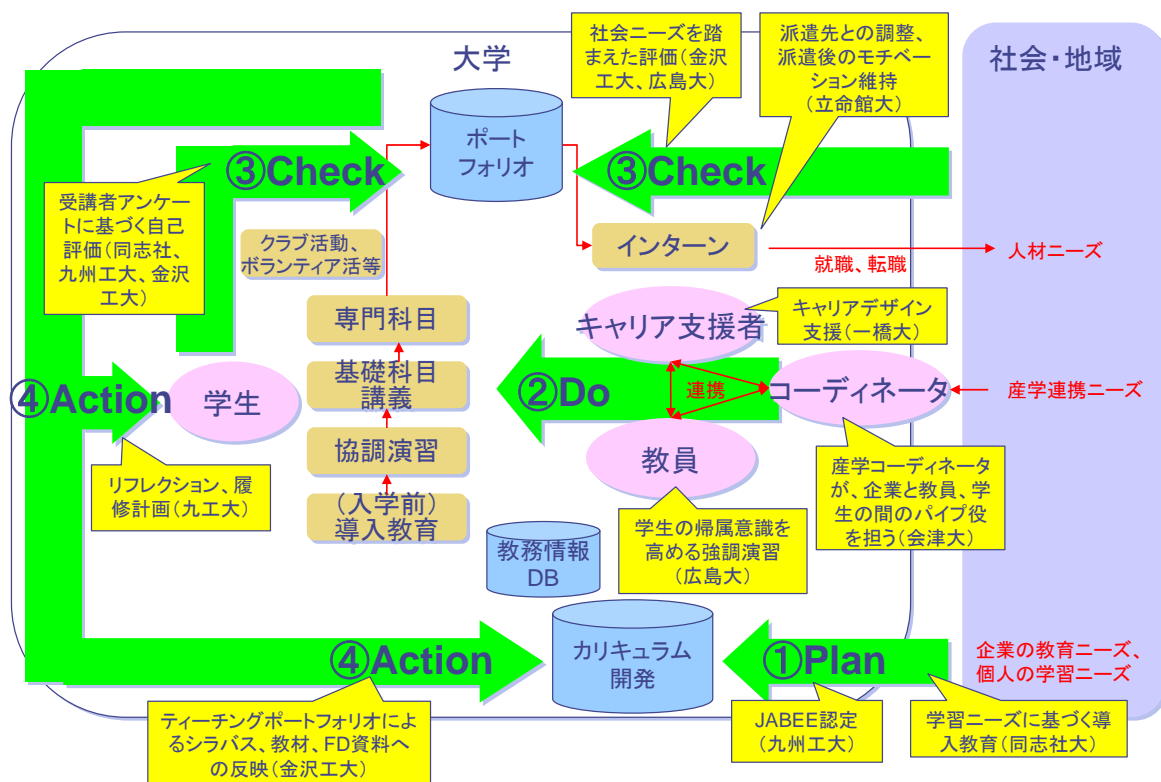 大学
社会・地域
社会ニーズを踏
まえた評価(金沢
工大、広島大)
派遣先との調整、
派遣後のモチベー
ション維持
(立命館大)
ポート
フォリオ
③Check
③Check
受講者アンケー
トに基づく自己
評価(同志社、
九州工大、金沢
工大)
クラブ活動、
ボランティア活等
インターン
就職、転職
人材ニーズ
専門科目
キャリア支援者
キャリアデザイン
支援(一橋大)
④Action
学生
基礎科目
講義
②Do
連携
コーディネータ
産学連携ニーズ
協調演習
教員
リフレクション、履
修計画(九工大)
(入学前)
導入教育
産学コーディネータ
が、企業と教員、学
生の間のパイプ役
を担う(会津大)
学生の帰属意識を
高める強調演習
(広島大)
教務情報
DB
④Action
カリキュラム
開発
①Plan
企業の教育ニーズ、
個人の学習ニーズ
ティーチングポートフォリオによ
るシラバス、教材、FD資料へ
の反映(金沢工大)
JABEE認定
(九州工大)
学習ニーズに基づく導
入教育(同志社大)